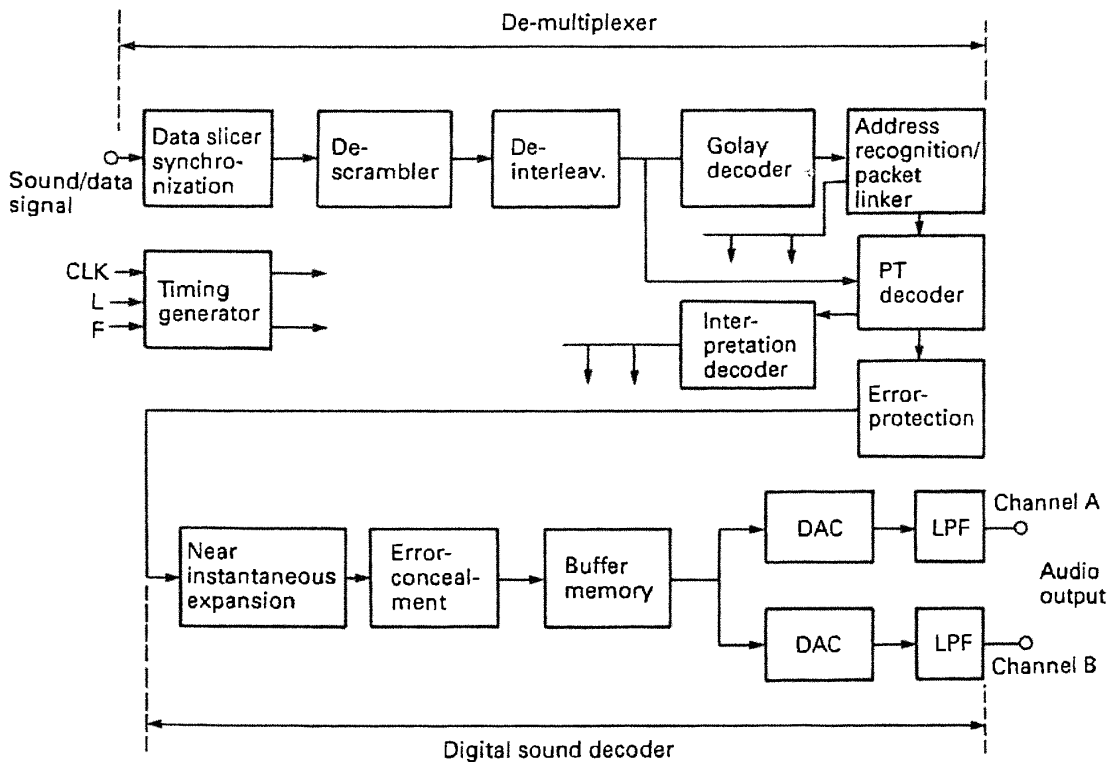 De-multiplexer
Data slicer
synchro-
nization
De-
scrambler
De-
interleav.
Golay
decoder
Address
recognition/
packet
linker
Sound/data
signal
CLK
L
F
Timing
generator
PT
decoder
Inter-
pretation
decoder
Error-
protection
Near
instantaneous
expansion
Error-
conceal-
ment
Buffer
memory
DAC
LPF
Channel A
Audio
output
DAC
LPF
Channel B
Digital sound decoder